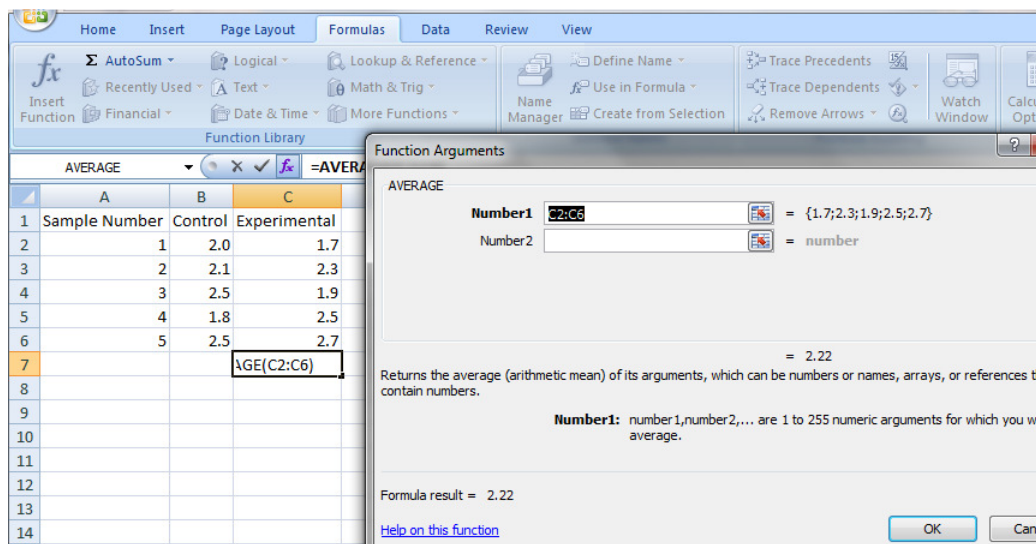 Home Insert Page Layout Formulas Data Review View
Σ AutoSum Logical Lookup & Reference Define Name Trace Precedents
Recently Used Text Math & Trig Use in Formula Trace Dependents
Insert Function Financial Date & Time More Functions Name Manager Create from Selection Remove Arrows Watch Window
Function Library
Function Arguments ?
AVERAGE fx =AVERA
AVERAGE
Number1 C2:C6 = {1.7;2.3;1.9;2.5;2.7}
Number2 = number
= 2.22
Returns the average (arithmetic mean) of its arguments, which can be numbers or names, arrays, or references
contain numbers.
Number1: number1,number2,... are 1 to 255 numeric arguments for which you
average.
Formula result = 2.22
Help on this function OK
A B C
1 Sample Number Control Experimental
2 1 2.0 1.7
3 2 2.1 2.3
4 3 2.5 1.9
5 4 1.8 2.5
6 5 2.5 2.7
7 AGE(C2:C6)
8
9
10
11
12
13
14